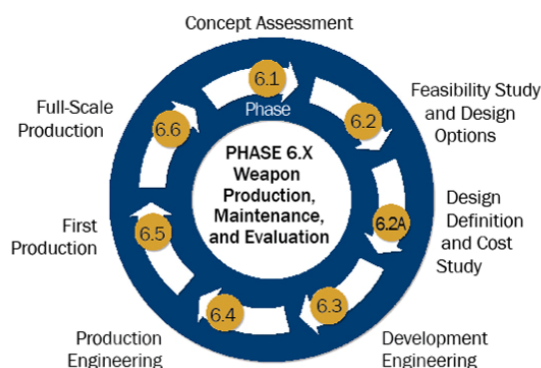 Concept Assessment
6.1
Phase
Feasibility Study
and Design
Options
6.2
Design
Definition
and Cost
Study
6.2A
Development
Engineering
6.3
Production
Engineering
6.4
First
Production
6.5
Full-Scale
Production
6.6
PHASE 6.X
Weapon
Production,
Maintenance,
and Evaluation